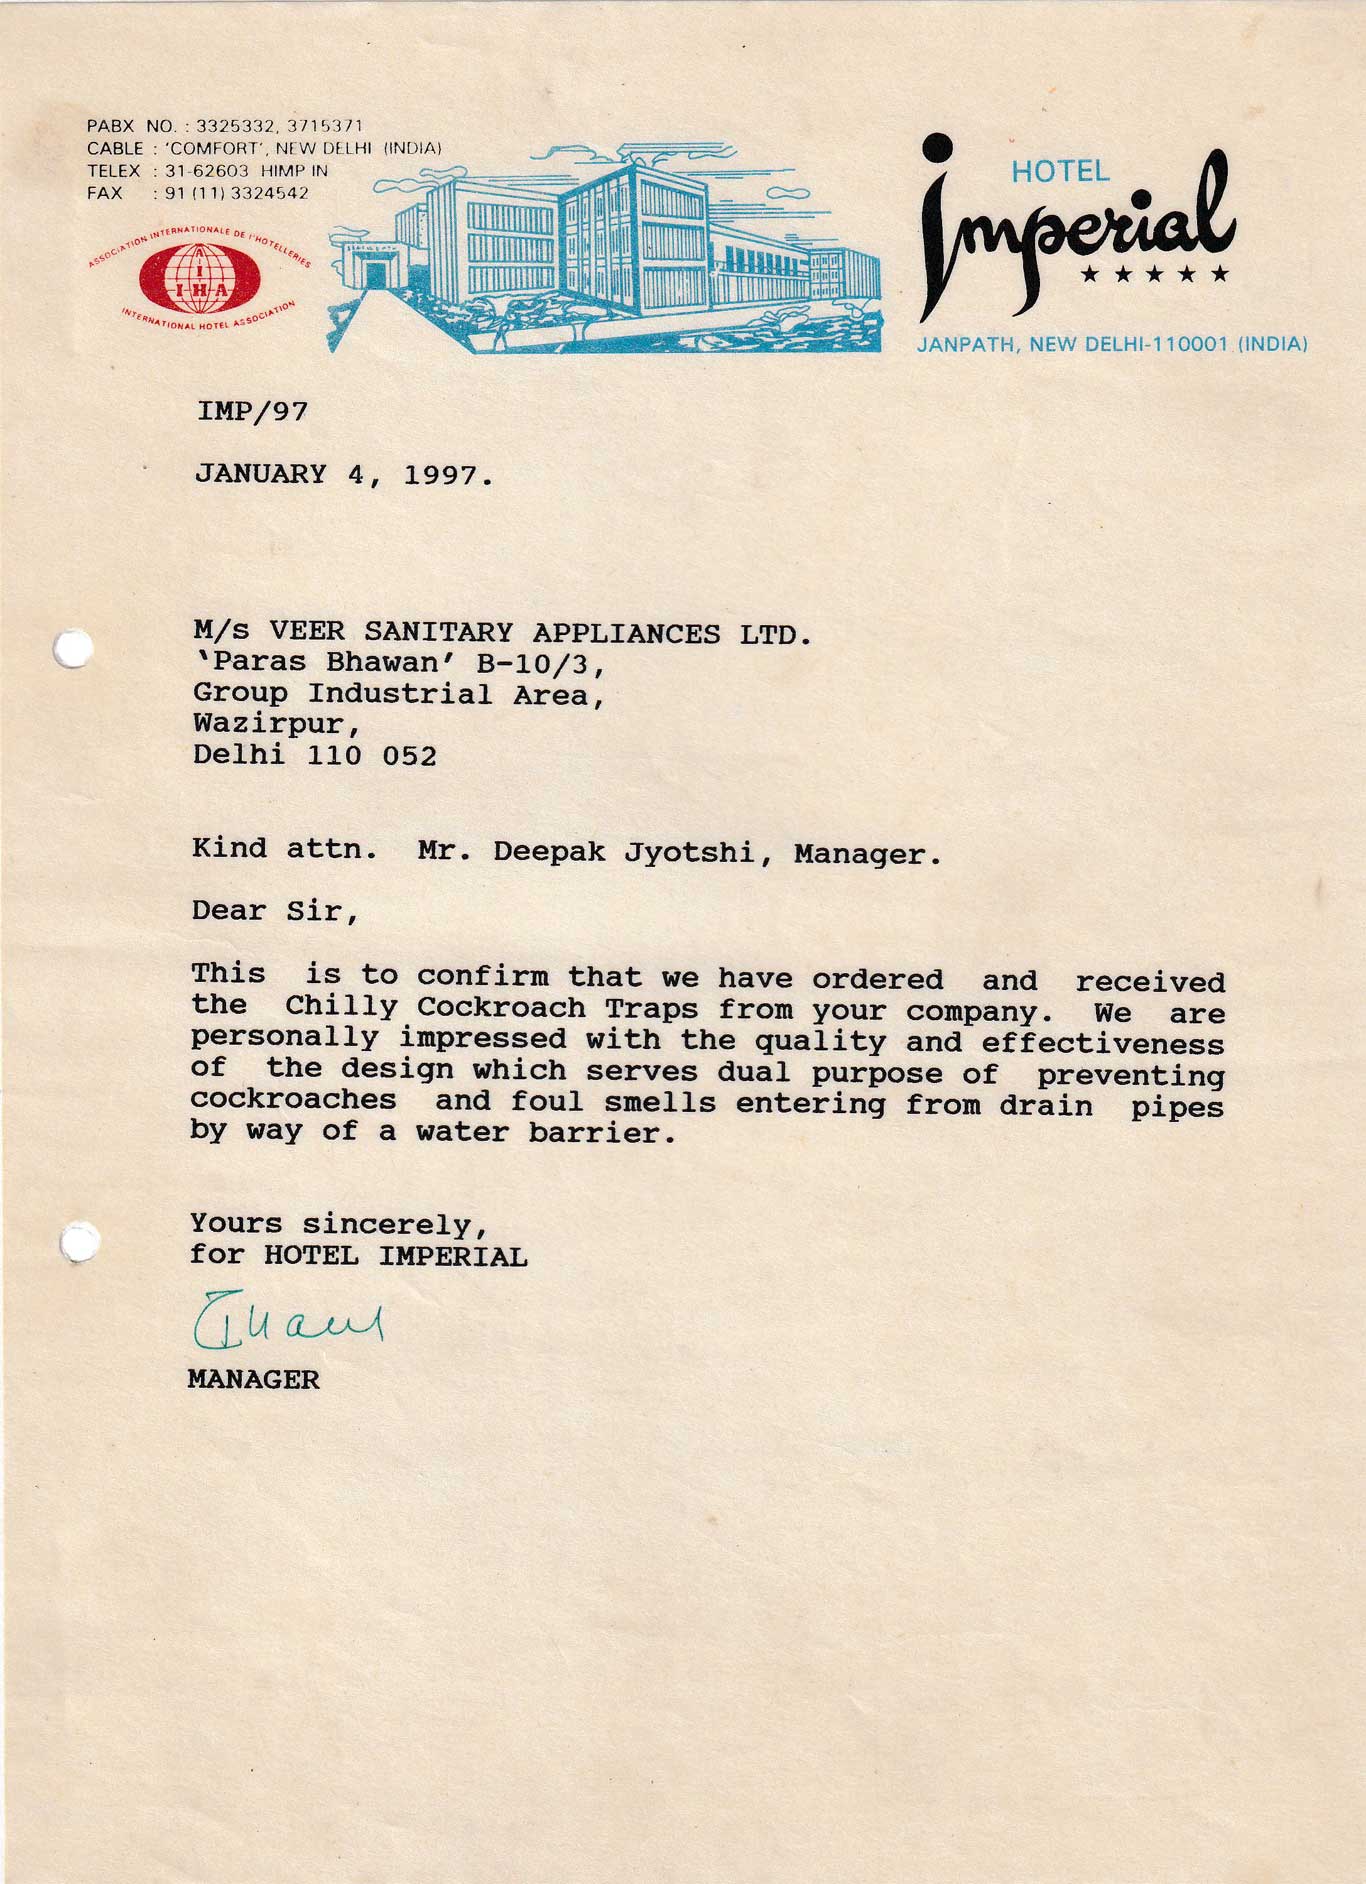 PABX NO. : 3325332, 3715371
CABLE : 'COMFORT', NEW DELHI (INDIA)
TELEX : 31-62603 HIMP IN
FAX : 91 (11) 3324542
ASSOCIATION INTERNATIONALE DE l'HOTELLERIES
A
I
I·H·A
INTERNATIONAL HOTEL ASSOCIATION
HOTEL
imperial
★★★★★
JANPATH, NEW DELHI-110001 (INDIA)
IMP/97
JANUARY 4, 1997.
M/s VEER SANITARY APPLIANCES LTD.
‵Paras Bhawan′ B-10/3,
Group Industrial Area,
Wazirpur,
Delhi 110 052
Kind attn. Mr. Deepak Jyotshi, Manager.
Dear Sir,
This is to confirm that we have ordered and received
the Chilly Cockroach Traps from your company. We are
personally impressed with the quality and effectiveness
of the design which serves dual purpose of preventing
cockroaches and foul smells entering from drain pipes
by way of a water barrier.
Yours sincerely,
for HOTEL IMPERIAL
MANAGER